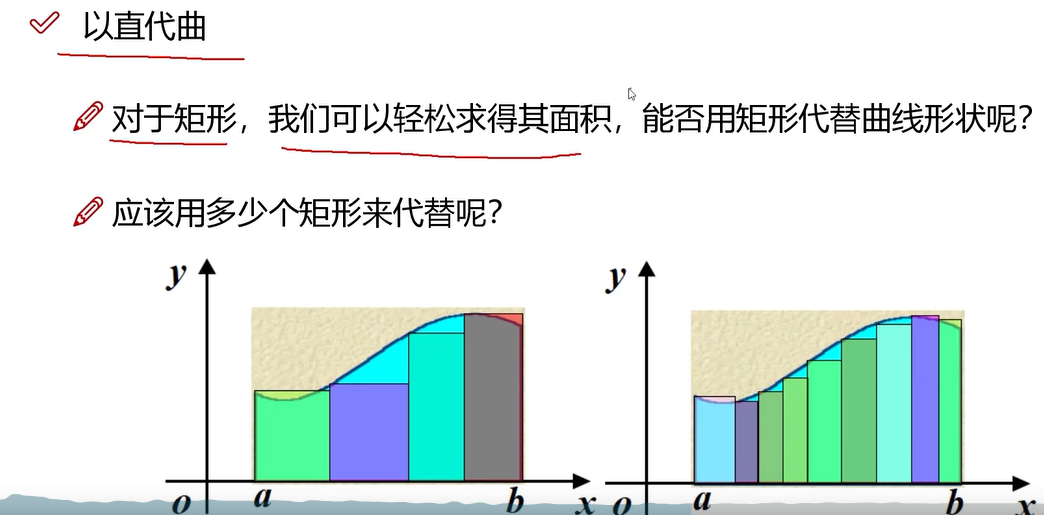 以直代曲
对于矩形，我们可以轻松求得其面积，能否用矩形代替曲线形状呢？
应该用多少个矩形来代替呢？
y
y
o a b x
o a b x